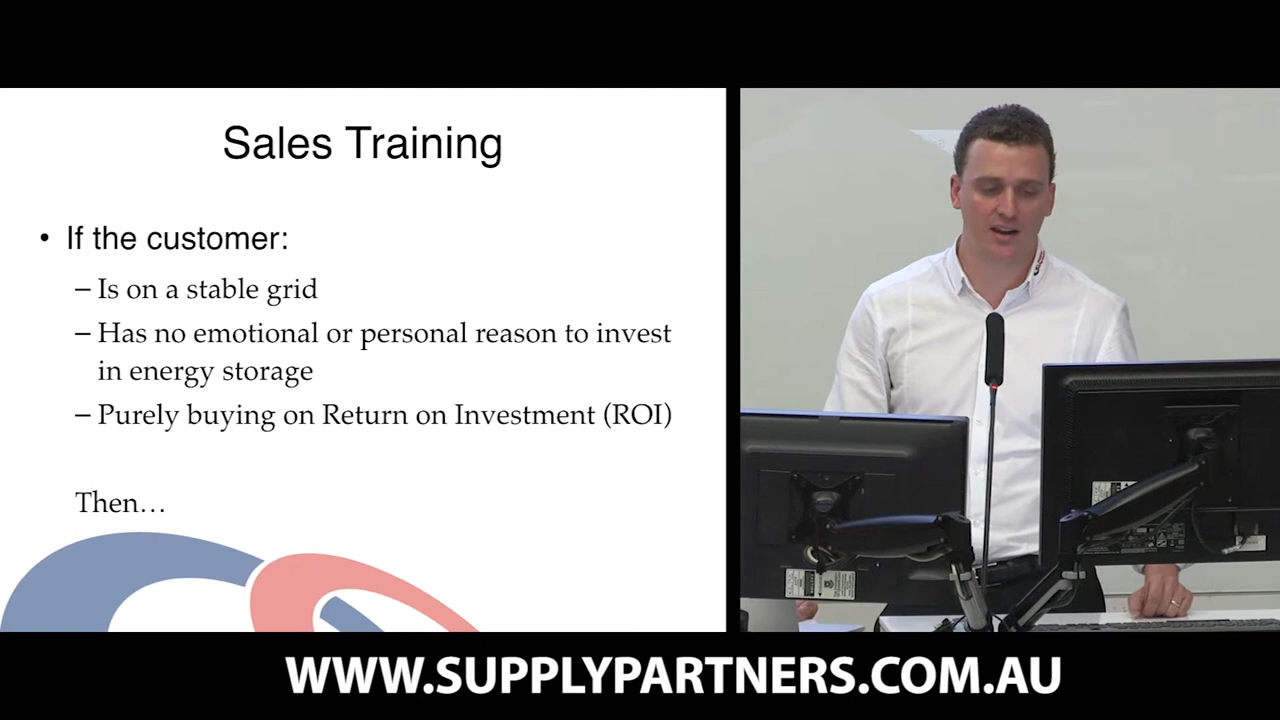 Sales Training
• If the customer:
– Is on a stable grid
– Has no emotional or personal reason to invest
in energy storage
– Purely buying on Return on Investment (ROI)
Then…
WWW.SUPPLYPARTNERS.COM.AU